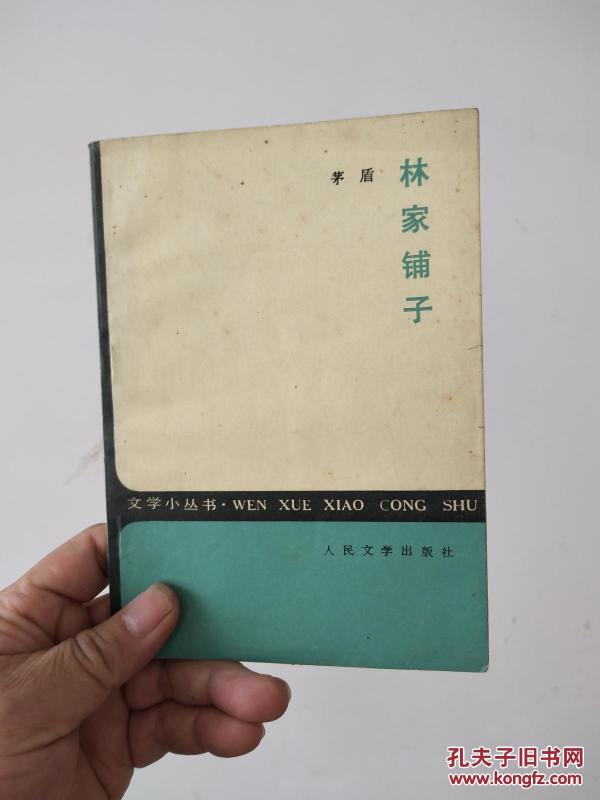 林家铺子
茅盾
文学小丛书·WEN XUE XIAO CONG SHU
人民文学出版社
孔夫子旧书网
www.kongfz.com